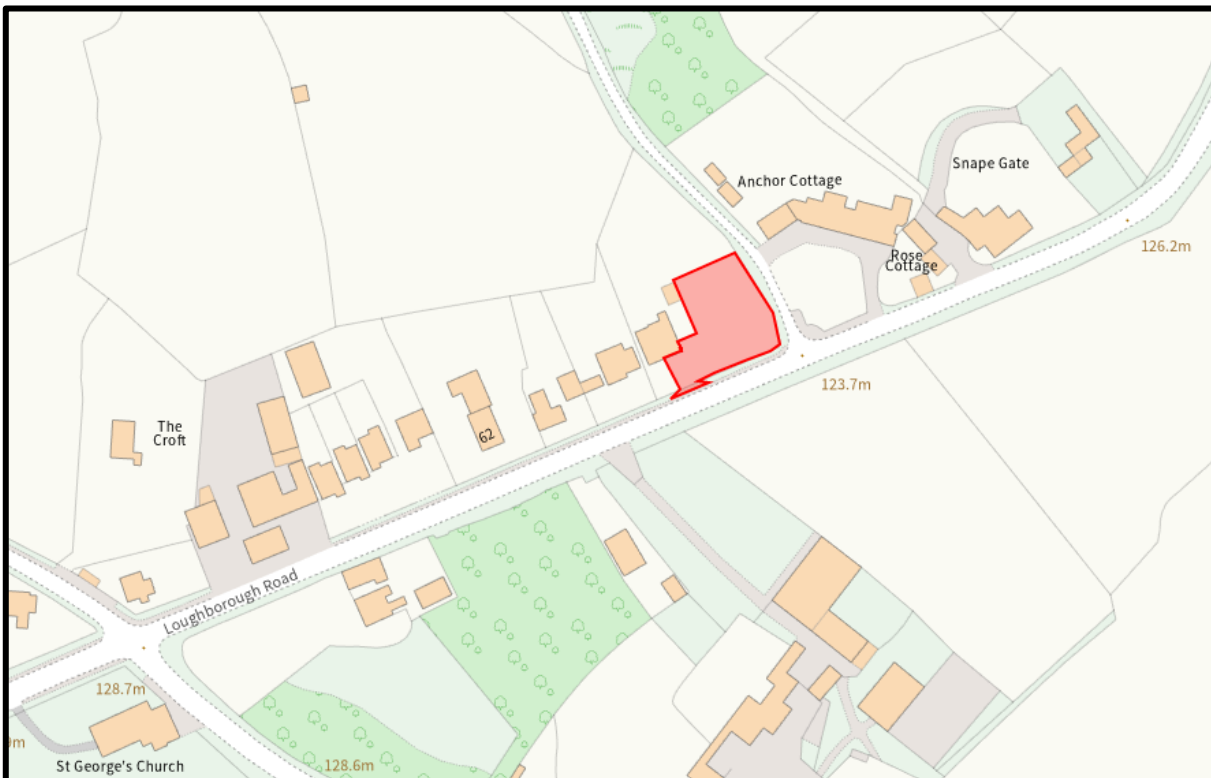 Anchor Cottage
Snape Gate
Rose
Cottage
126.2m
123.7m
The
Croft
62
Loughborough Road
128.7m
St George's Church
128.6m